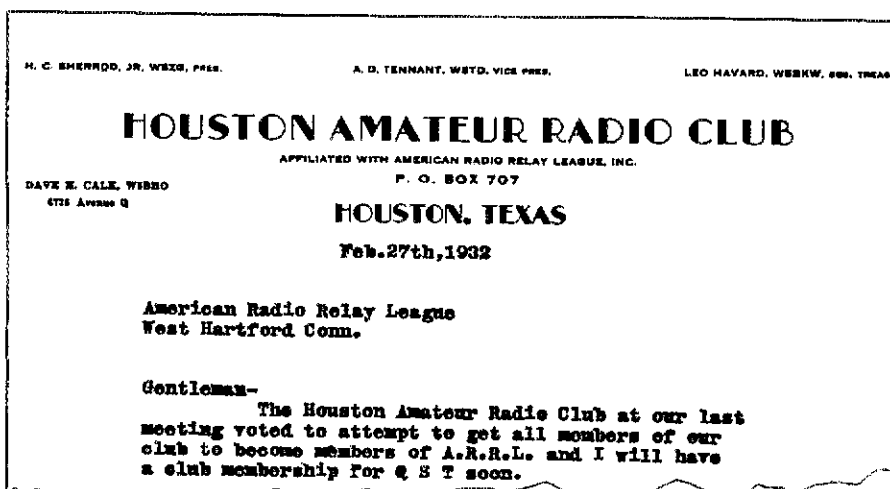 H. C. SHERROD, JR, W5ZG, PRES.
A. D. TENNANT, W5TD, VICE PRES.
LEO HAVARD, TREAS
HOUSTON AMATEUR RADIO CLUB
AFFILIATED WITH AMERICAN RADIO RELAY LEAGUE, INC.
P. O. BOX 707
DAVE H. CALK,
Avenue Q
HOUSTON, TEXAS
Feb.27th,1932
American Radio Relay League
West Hartford Conn.
Gentleman-
The Houston Amateur Radio Club at our last
meeting voted to attempt to get all members of our
club to become members of A.R.R.L. and I will have
a club membership for Q S T soon.